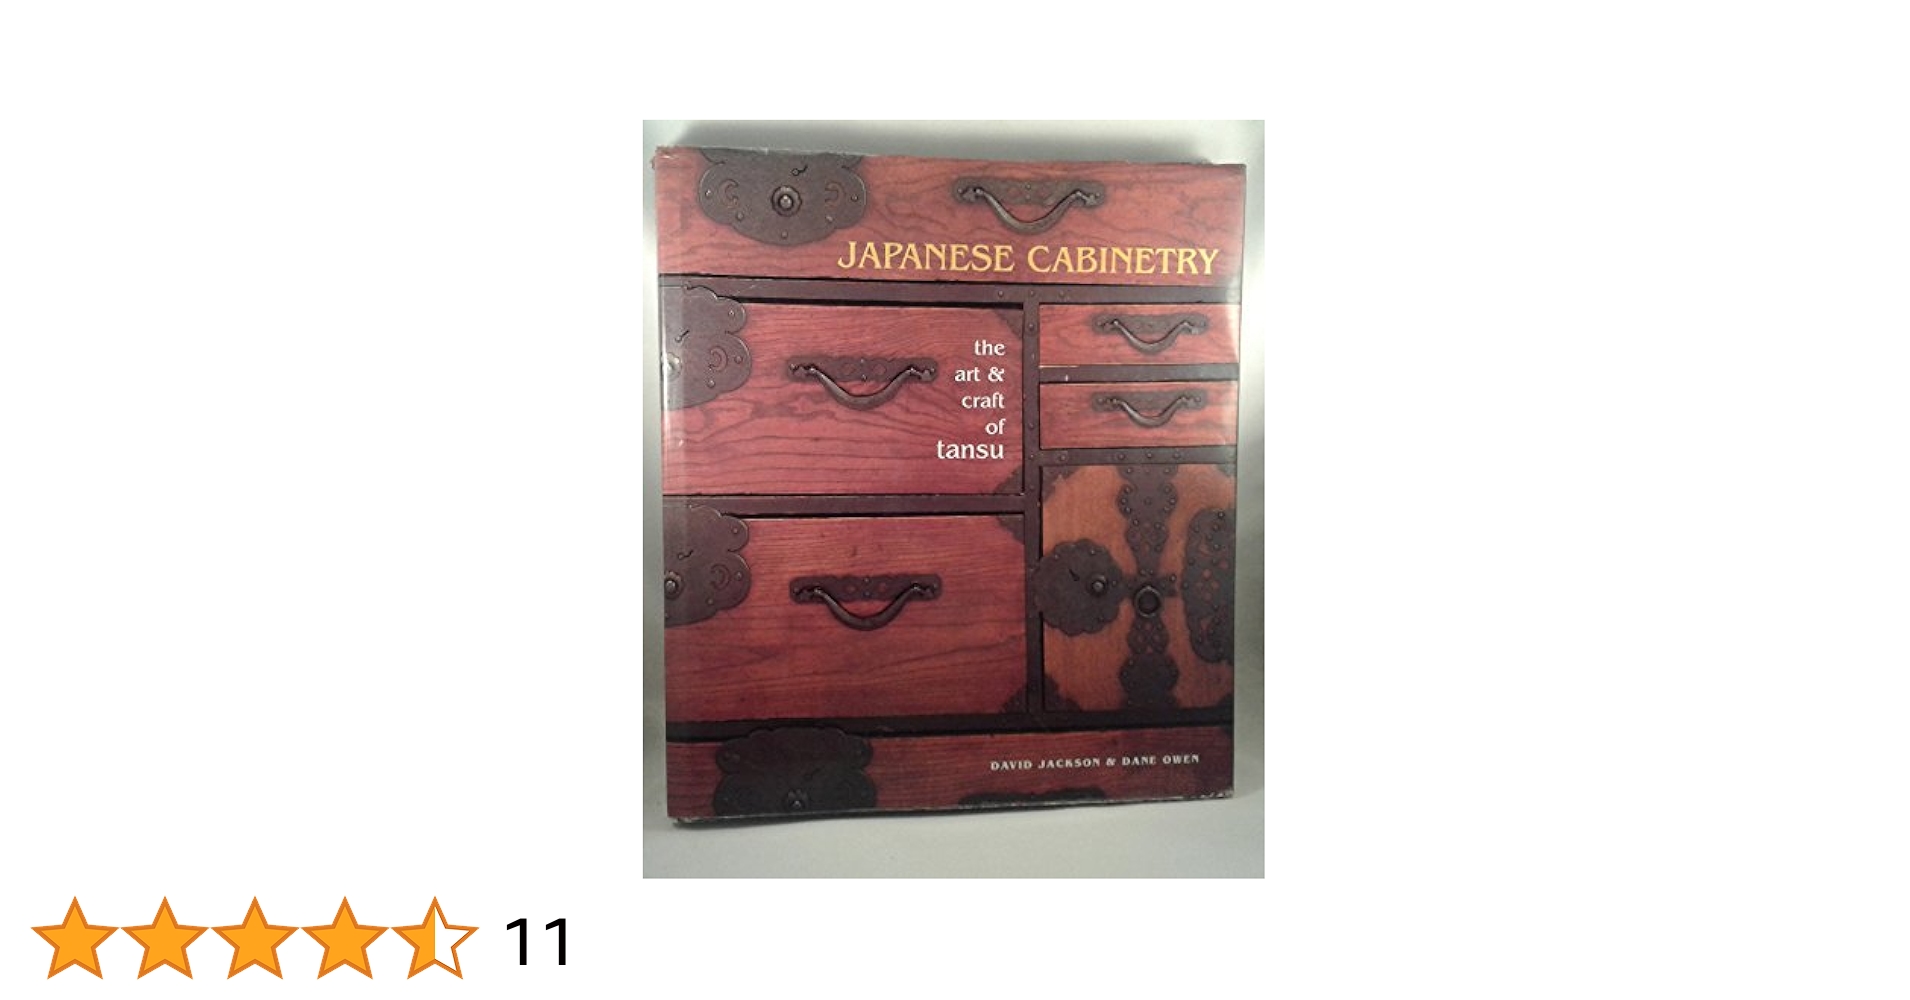 JAPANESE CABINETRY
the
art &
craft
of
tansu
DAVID JACKSON & DANE OWEN
11